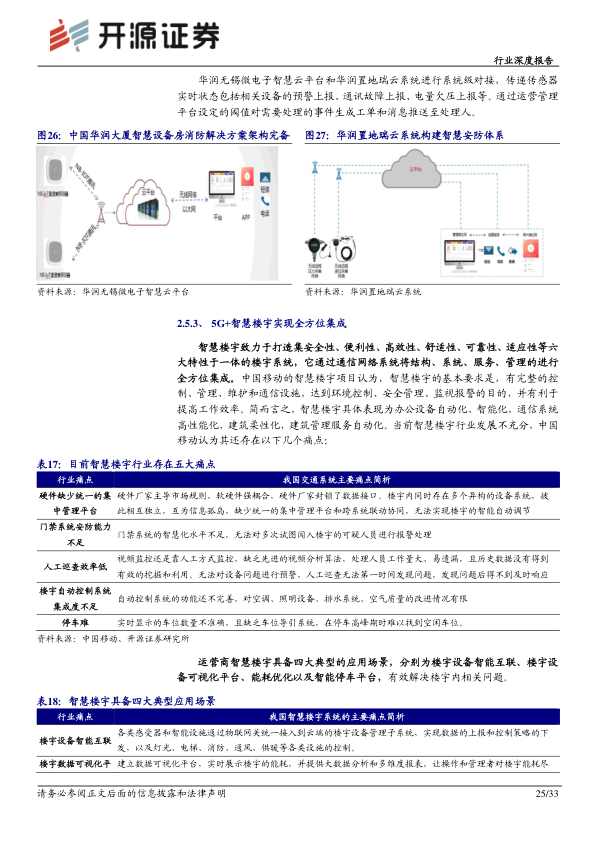 开源证券
行业深度报告
华润无锡微电子智慧云平台和华润置地瑞云系统进行系统级对接，传递传感器
实时状态包括相关设备的预警上报、通讯故障上报、电量欠压上报等。通过运营管理
平台设定的阈值对需要处理的事件生成工单和消息推送至处理人。
图26：中国华润大厦智慧设备房消防解决方案架构完备
图27：华润置地瑞云系统构建智慧安防体系
云平台
无线网络
以太网
平台
APP
短信
电话
云平台
资料来源：华润无锡微电子智慧云平台
资料来源：华润置地瑞云系统
2.5.3、 5G+智慧楼宇实现全方位集成
智慧楼宇致力于打造集安全性、便利性、高效性、舒适性、可靠性、适应性等六
大特性于一体的楼宇系统，它通过通信网络系统将结构、系统、服务、管理的进行
全方位集成。中国移动的智慧楼宇项目认为，智慧楼宇的基本要求是，有完整的控
制、管理、维护和通信设施，达到环境控制、安全管理、监视报警的目的，并有利于
提高工作效率。简而言之，智慧楼宇具体表现为办公设备自动化、智能化，通信系统
高性能化，建筑柔性化，建筑管理服务自动化。当前智慧楼宇行业发展不充分，中国
移动认为其还存在以下几个痛点：
表17：目前智慧楼宇行业存在五大痛点
行业痛点 我国交通系统主要痛点简析
硬件缺少统一的集 硬件厂家主导市场规则，软硬件强耦合，硬件厂家封锁了数据接口。楼宇内同时存在多个异构的设备系统，彼
中管理平台 此相互独立，互为信息孤岛，缺少统一的集中管理平台和跨系统联动协同，无法实现楼宇的智能自动调节
门禁系统安防能力
不足 门禁系统的智慧化水平不足，无法对多次试图闯入楼宇的可疑人员进行报警处理
人工巡查效率低 视频监控还是靠人工方式监控，缺乏先进的视频分析算法，处理人员工作量大、易遗漏，且历史数据没有得到
有效的挖掘和利用。无法对设备问题进行预警，人工巡查无法第一时间发现问题，发现问题后得不到及时响应
楼宇自动控制系统
集成度不足 自动控制系统的功能还不完善，对空调、照明设备、排水系统、空气质量的改进情况有限
停车难 实时显示的车位数量不准确，且缺乏车位导引系统，在停车高峰期时难以找到空闲车位。
资料来源：中国移动、开源证券研究所
运营商智慧楼宇具备四大典型的应用场景，分别为楼宇设备智能互联、楼宇设
备可视化平台、能耗优化以及智能停车平台，有效解决楼宇内相关问题。
表18：智慧楼宇具备四大典型应用场景
行业痛点 我国智慧楼宇系统的主要痛点简析
楼宇设备智能互联 各类感受器和智能设施通过物联网关统一接入到云端的楼宇设备管理子系统，实现数据的上报和控制策略的下
发，以及灯光、电梯、消防、通风、供暖等各类设施的控制。
楼宇数据可视化平 建立数据可视化平台，实时展示楼宇的能耗，并提供大数据分析和多维度报表，让操作和管理者对楼宇能耗尽
请务必参阅正文后面的信息披露和法律声明
25/33